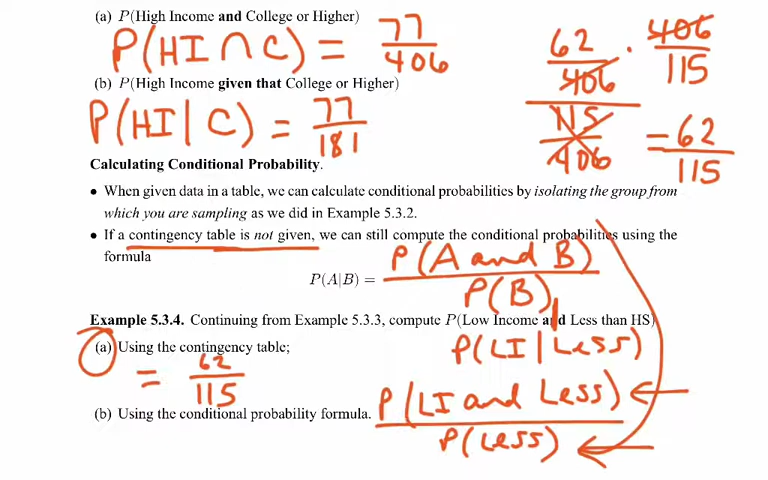 (a) P(High Income and College or Higher)
P(HI ∩ C) = 77/406
(b) P(High Income given that College or Higher)
P(HI | C) = 77/181
62/406 · 406/115
115/406
= 62/115
Calculating Conditional Probability.
• When given data in a table, we can calculate conditional probabilities by isolating the group from
which you are sampling as we did in Example 5.3.2.
• If a contingency table is not given, we can still compute the conditional probabilities using the
formula
P(A|B) = P(A and B)/P(B)
Example 5.3.4. Continuing from Example 5.3.3, compute P(Low Income and Less than HS)
P(LI | Less)
(a) Using the contingency table;
= 62/115
(b) Using the conditional probability formula.
P(LI and Less)/P(Less)